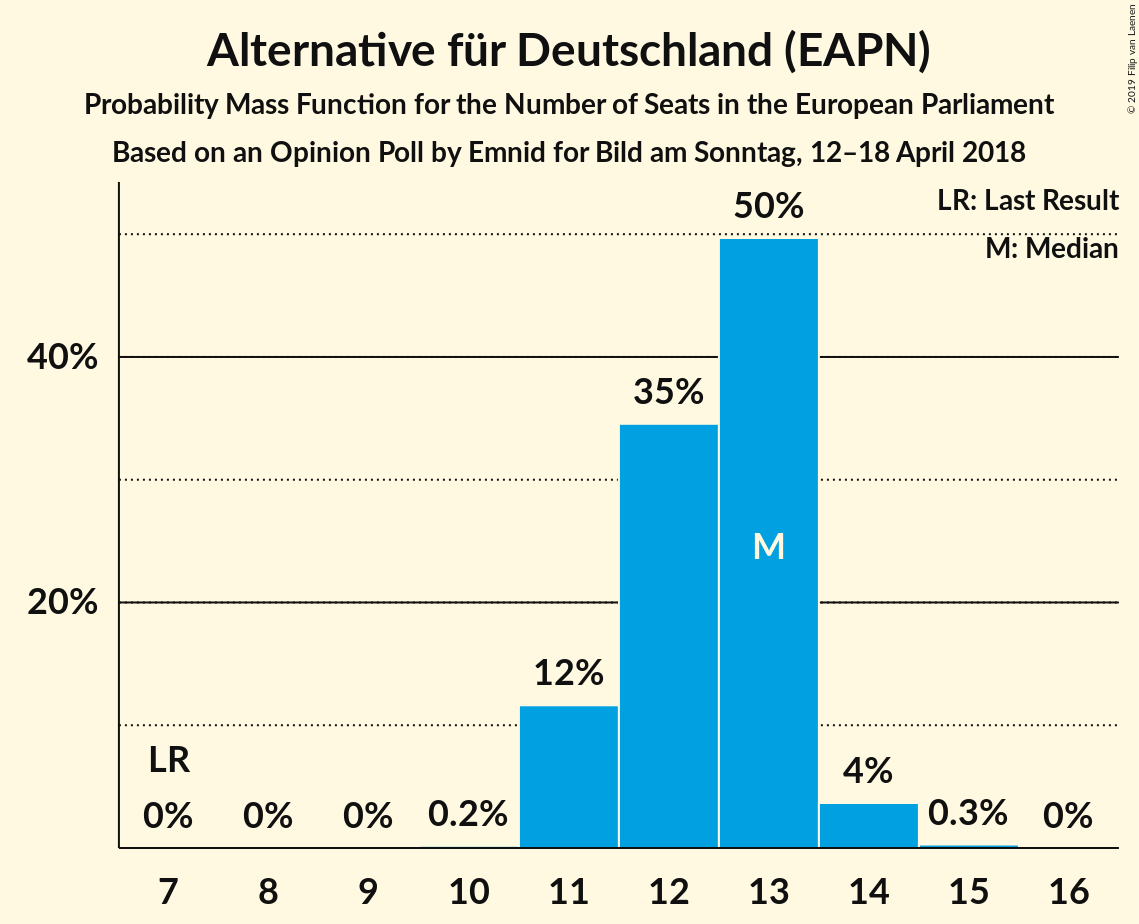 Alternative für Deutschland (EAPN)
Probability Mass Function for the Number of Seats in the European Parliament
Based on an Opinion Poll by Emnid for Bild am Sonntag, 12–18 April 2018
© 2019 Filip van Laenen
LR: Last Result
M: Median
50%
40%
35%
M
20%
12%
LR
4%
0% 0% 0% 0.2% 0.3% 0%
7 8 9 10 11 12 13 14 15 16